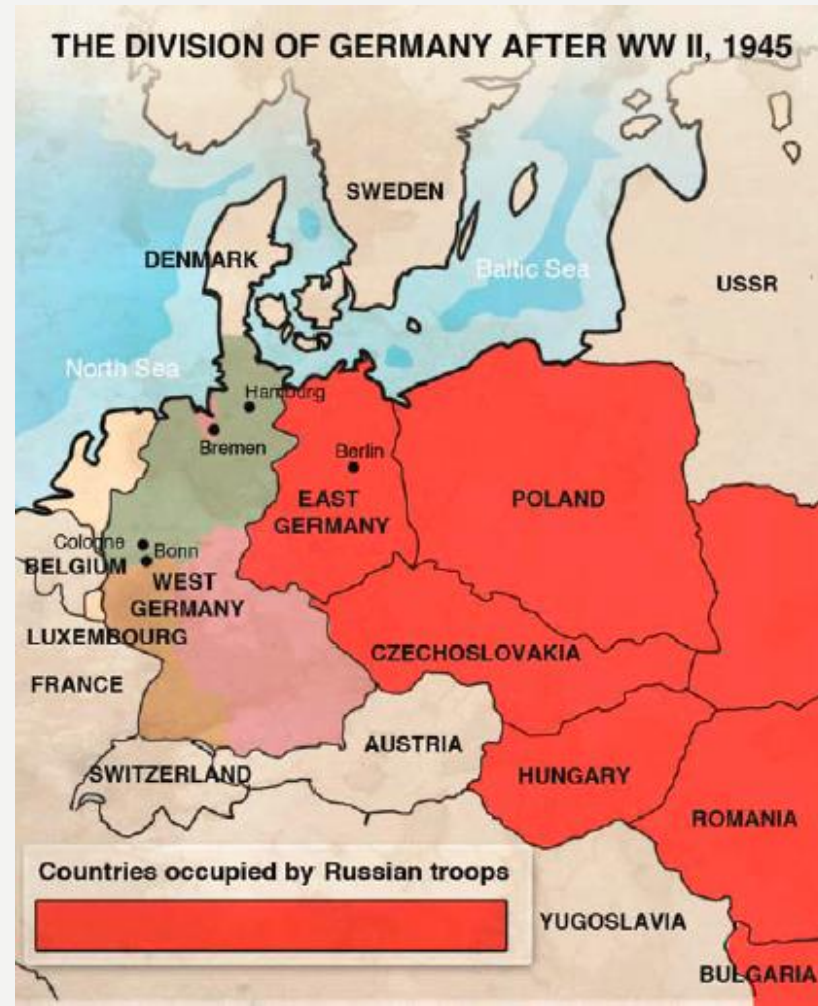 THE DIVISION OF GERMANY AFTER WW II, 1945
SWEDEN
DENMARK
Baltic Sea
USSR
North Sea
Hamburg
Bremen
Berlin
EAST
GERMANY
POLAND
Cologne
Bonn
BELGIUM
WEST
GERMANY
LUXEMBOURG
CZECHOSLOVAKIA
FRANCE
AUSTRIA
SWITZERLAND
HUNGARY
ROMANIA
Countries occupied by Russian troops
YUGOSLAVIA
BULGARIA